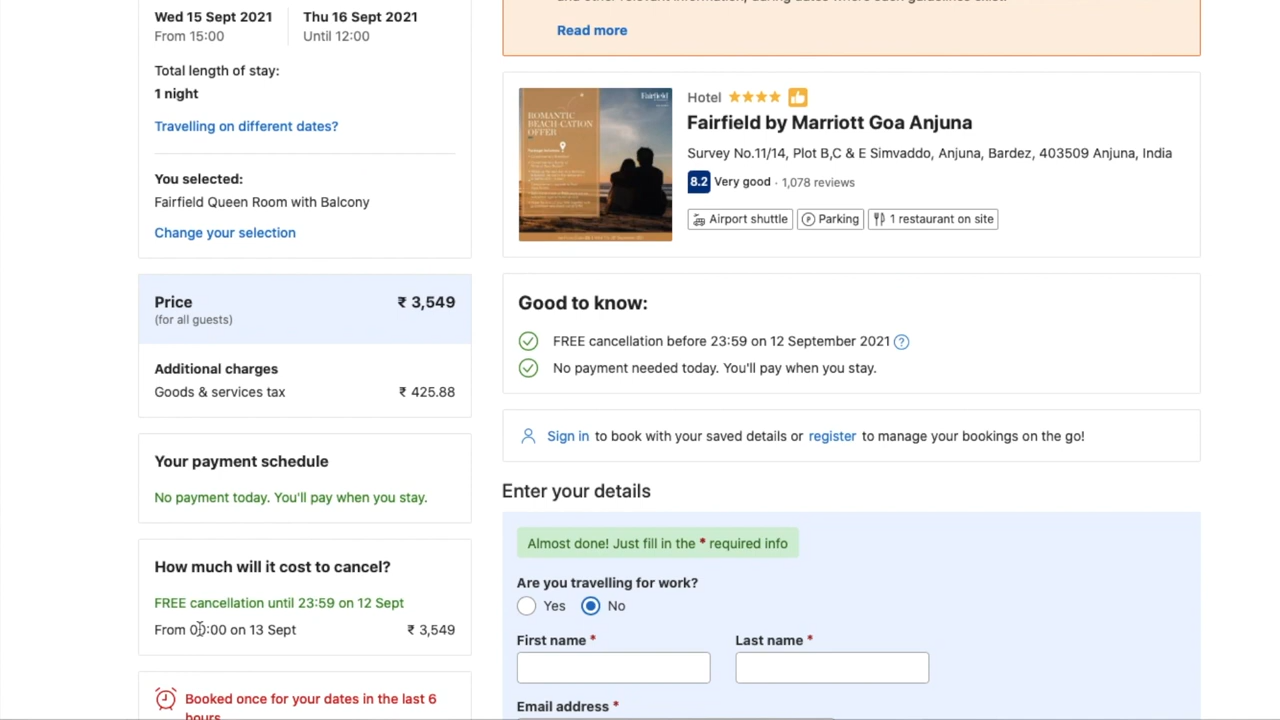 Wed 15 Sept 2021
From 15:00
Thu 16 Sept 2021
Until 12:00
Total length of stay:
1 night
Travelling on different dates?
You selected:
Fairfield Queen Room with Balcony
Change your selection
Price
(for all guests)
₹ 3,549
Additional charges
Goods & services tax
₹ 425.88
Your payment schedule
No payment today. You'll pay when you stay.
How much will it cost to cancel?
FREE cancellation until 23:59 on 12 Sept
From 00:00 on 13 Sept
₹ 3,549
Booked once for your dates in the last 6
hours
Read more
Fairfield
ROMANTIC
BEACH CATION
OFFER
Hotel
Fairfield by Marriott Goa Anjuna
Survey No.11/14, Plot B,C & E Simvaddo, Anjuna, Bardez, 403509 Anjuna, India
8.2 Very good · 1,078 reviews
Airport shuttle
P Parking
1 restaurant on site
Good to know:
FREE cancellation before 23:59 on 12 September 2021 ?
No payment needed today. You'll pay when you stay.
Sign in to book with your saved details or register to manage your bookings on the go!
Enter your details
Almost done! Just fill in the * required info
Are you travelling for work?
Yes
No
First name *
Last name *
Email address *